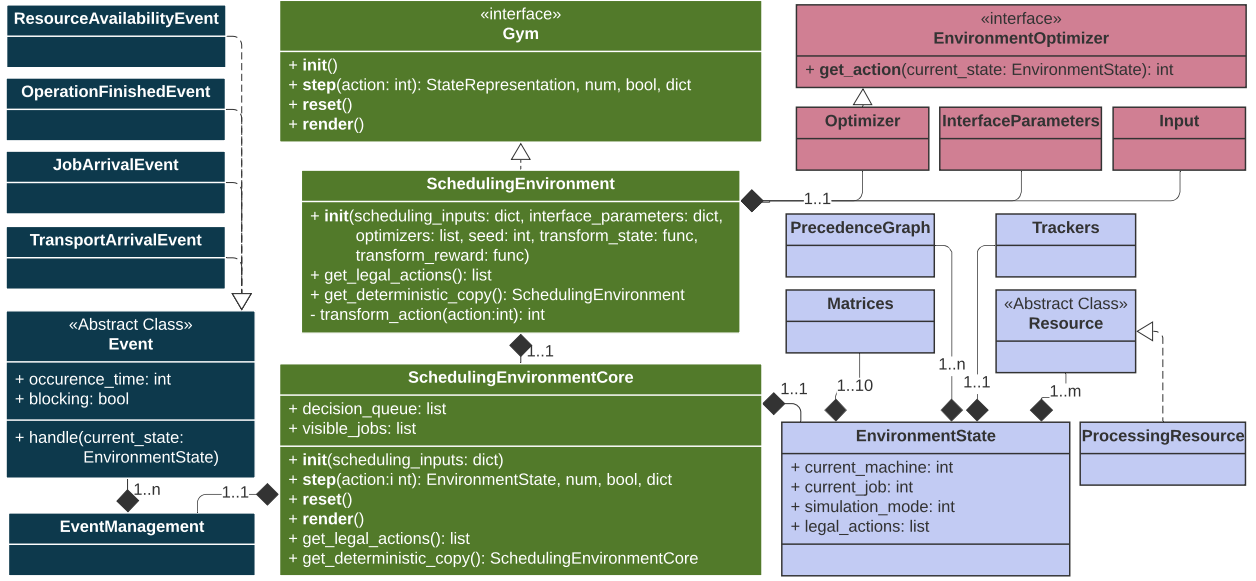 ResourceAvailabilityEvent
OperationFinishedEvent
JobArrivalEvent
TransportArrivalEvent
«Abstract Class»
Event
+ occurence_time: int
+ blocking: bool
+ handle(current_state:
EnvironmentState)
1..n
EventManagement
«interface»
Gym
+ init()
+ step(action: int): StateRepresentation, num, bool, dict
+ reset()
+ render()
SchedulingEnvironment
+ init(scheduling_inputs: dict, interface_parameters: dict,
optimizers: list, seed: int, transform_state: func,
transform_reward: func)
+ get_legal_actions(): list
+ get_deterministic_copy(): SchedulingEnvironment
- transform_action(action:int): int
1..1
SchedulingEnvironmentCore
+ decision_queue: list
+ visible_jobs: list
+ init(scheduling_inputs: dict)
+ step(action:i nt): EnvironmentState, num, bool, dict
+ reset()
+ render()
+ get_legal_actions(): list
+ get_deterministic_copy(): SchedulingEnvironmentCore
1..1
«interface»
EnvironmentOptimizer
+ get_action(current_state: EnvironmentState): int
Optimizer
InterfaceParameters
Input
1..1
PrecedenceGraph
Trackers
Matrices
«Abstract Class»
Resource
1..n
1..1
1..10
1..1
1..m
EnvironmentState
+ current_machine: int
+ current_job: int
+ simulation_mode: int
+ legal_actions: list
ProcessingResource